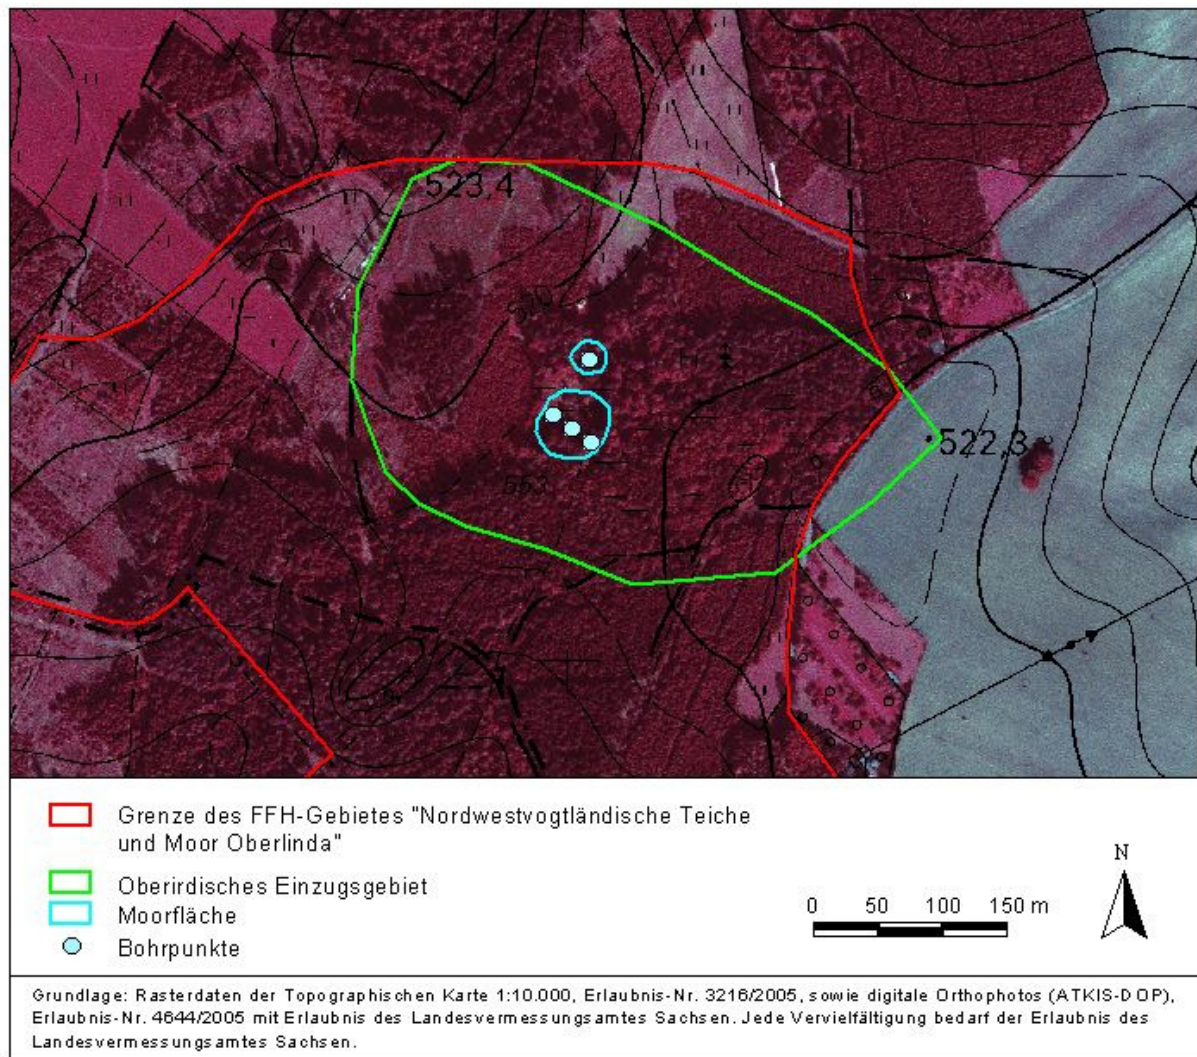 523,4
522,3
553
Grenze des FFH-Gebietes "Nordwestvogtländische Teiche
und Moor Oberlinda"
Oberirdisches Einzugsgebiet
Moorfläche
Bohrpunkte
0 50 100 150 m
N
Grundlage: Rasterdaten der Topographischen Karte 1:10.000, Erlaubnis-Nr. 3216/2005, sowie digitale Orthophotos (ATKIS-DOP),
Erlaubnis-Nr. 4644/2005 mit Erlaubnis des Landesvermessungsamtes Sachsen. Jede Vervielfältigung bedarf der Erlaubnis des
Landesvermessungsamtes Sachsen.